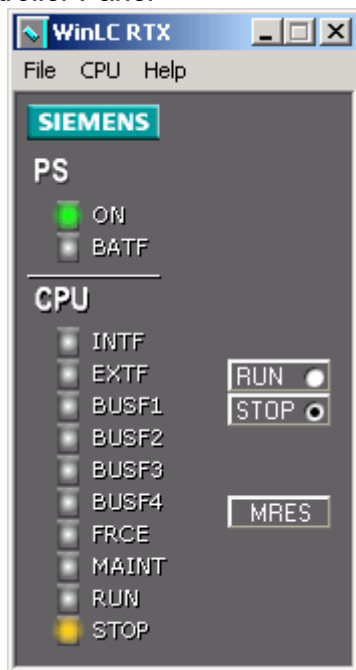 WinLC RTX
File CPU Help
SIEMENS
PS
ON
BATF
CPU
INTF
EXTF
RUN
BUSF1
STOP
BUSF2
BUSF3
BUSF4
MRES
FRCE
MAINT
RUN
STOP